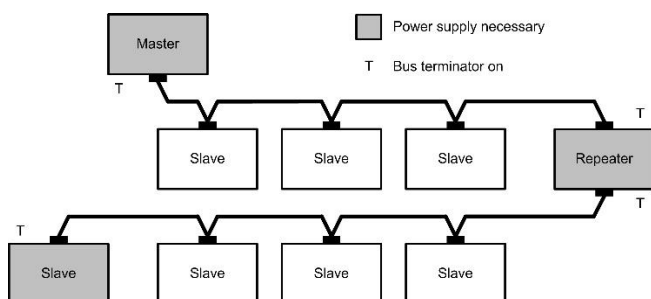 Power supply necessary
Master
T Bus terminator on
T
T
Slave Slave Slave Repeater
T
T
Slave Slave Slave Slave